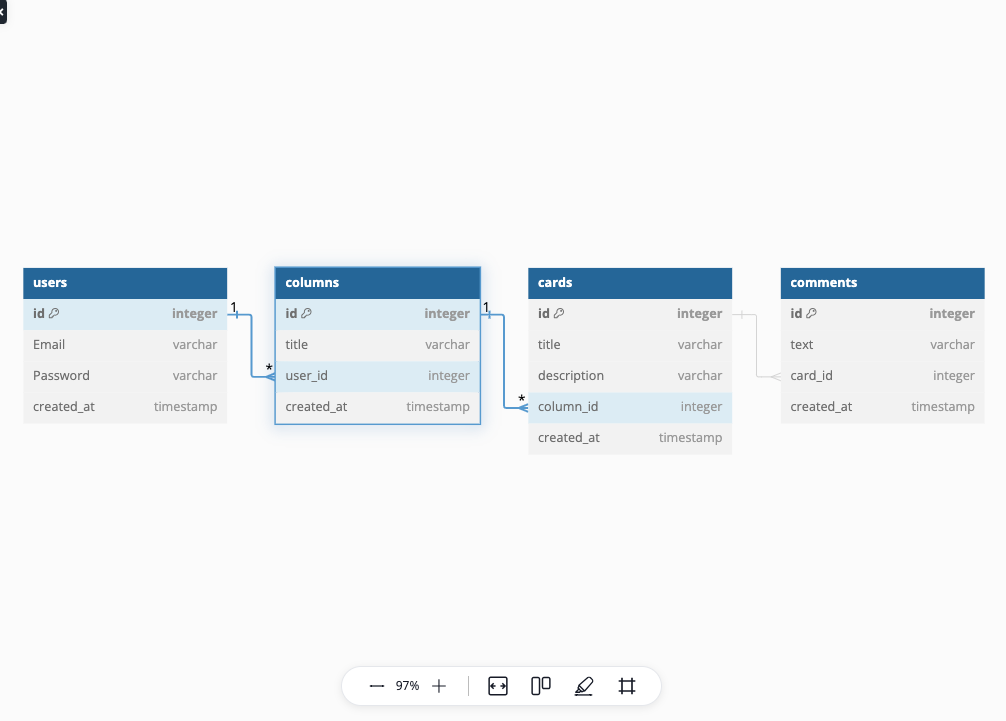 users
id integer
Email varchar
Password varchar
created_at timestamp
1
*
columns
id integer
title varchar
user_id integer
created_at timestamp
1
*
cards
id integer
title varchar
description varchar
column_id integer
created_at timestamp
comments
id integer
text varchar
card_id integer
created_at timestamp
97%